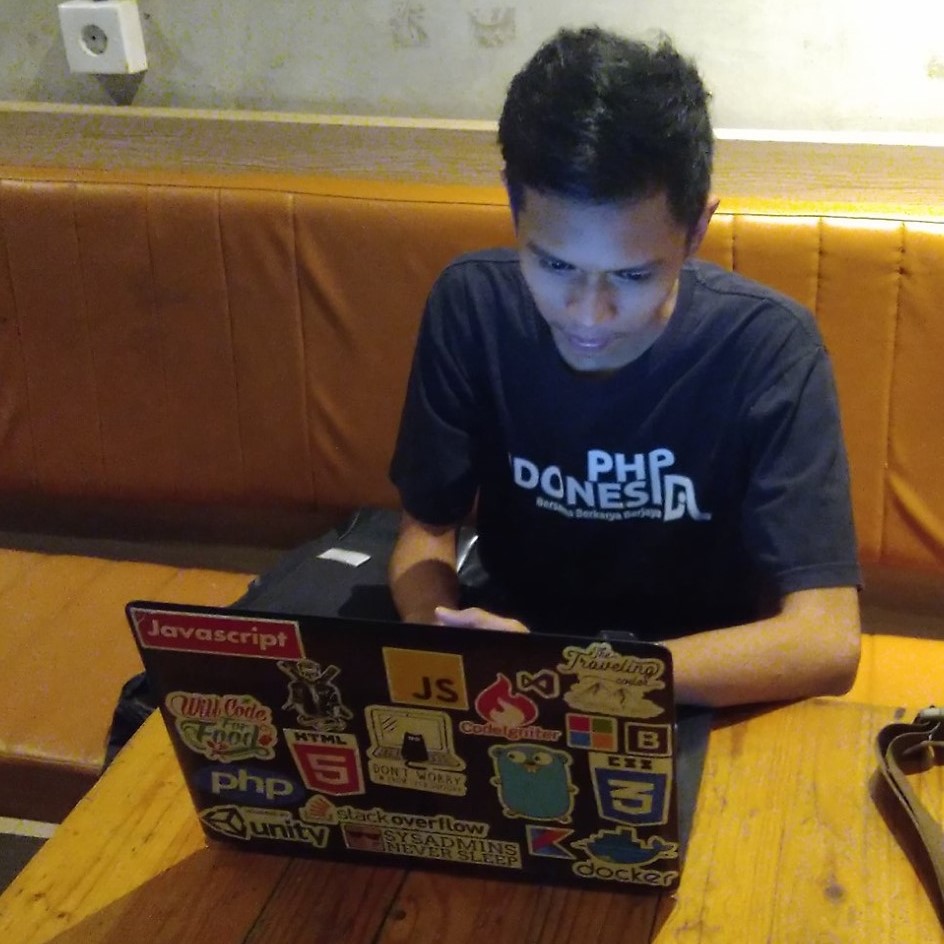 PHP
INDONESIA
Bersama Berkarya Berjaya
Javascript
JS
The
Traveling
coder
Will Code
For
Food
HTML
5
DON'T WORRY
CodeIgniter
B
CSS
3
php
stackoverflow
unity
SYSADMINS
NEVER SLEEP
docker